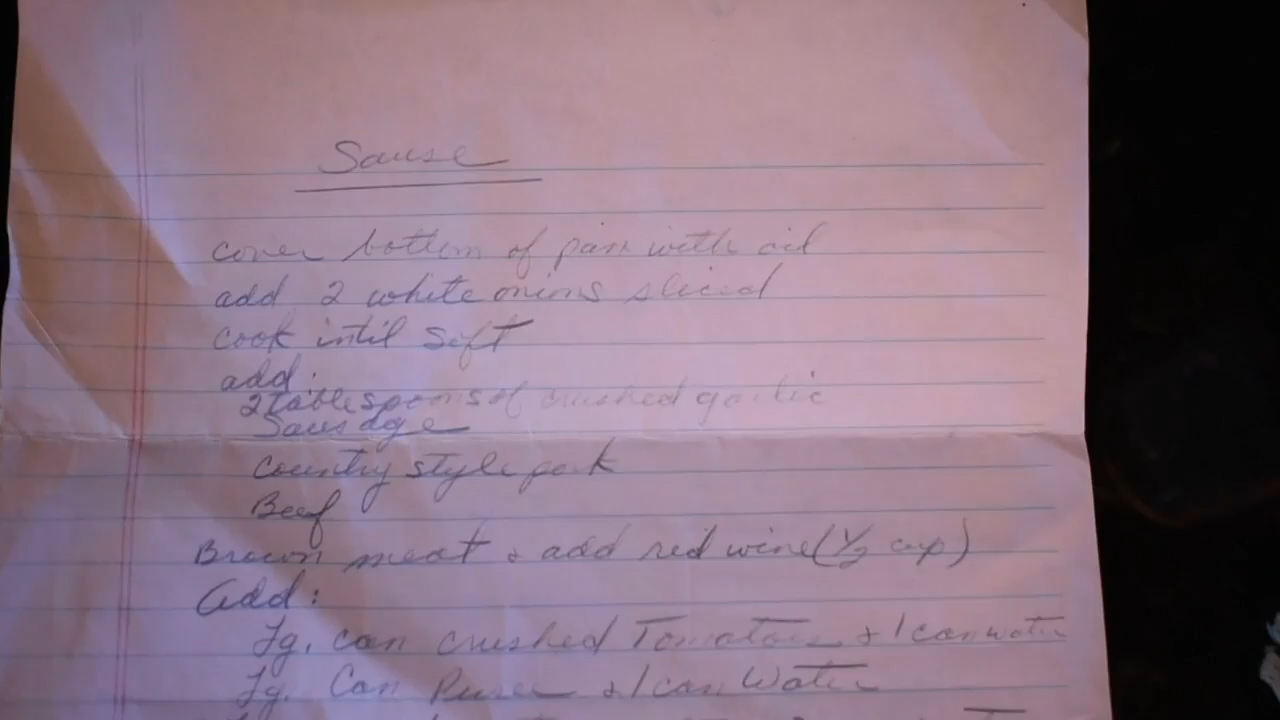 Sause
cover bottom of pan with oil
add 2 white onions sliced
cook intil soft
add:
2 tablespoons of crushed garlic
Sausdge
Country style pork
Beef
Brown meat & add red wine (1/2 cup)
Add:
Lg. can crushed Tomatoes & 1 can water
Lg. Can Puree & 1 can Water